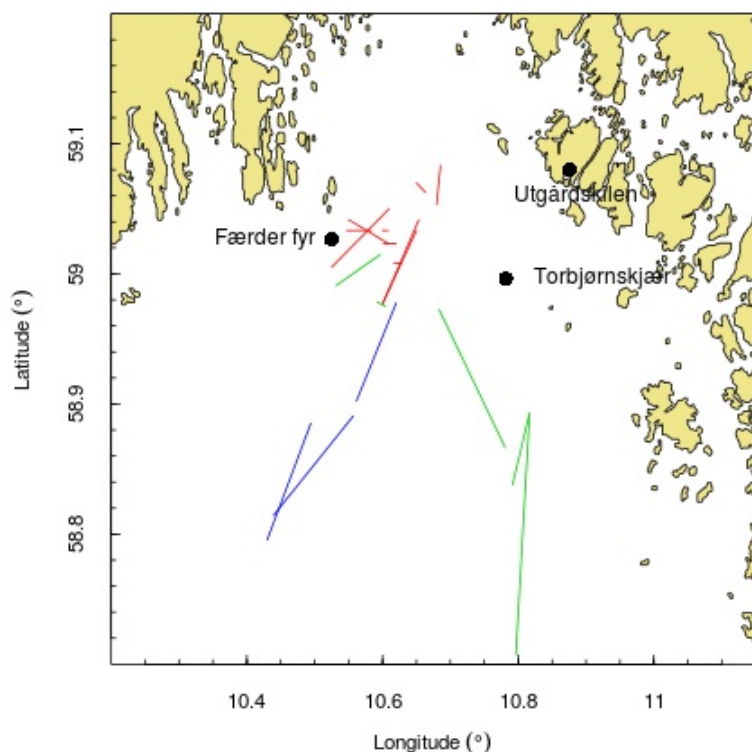 59.1
Utgårdskilen
Færder fyr
59
Torbjørnskjær
Latitude (°)
58.9
58.8
10.4 10.6 10.8 11
Longitude (°)